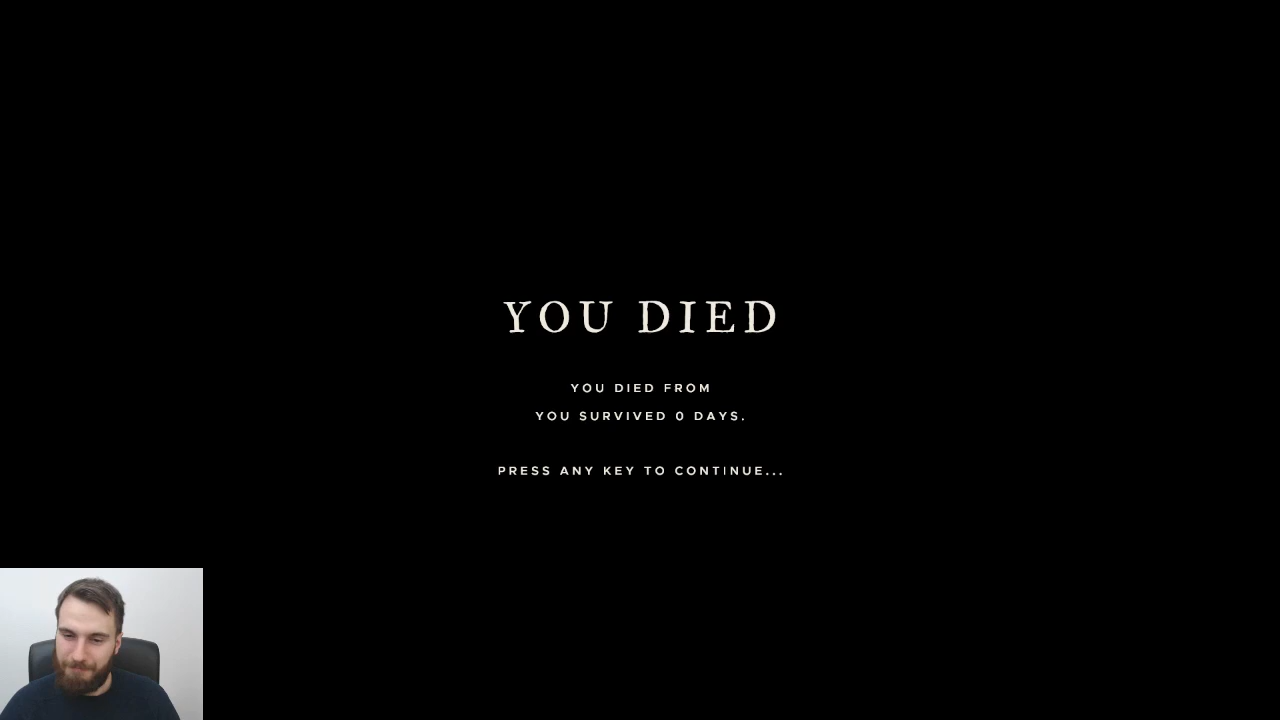 YOU DIED
YOU DIED FROM
YOU SURVIVED 0 DAYS.
PRESS ANY KEY TO CONTINUE...